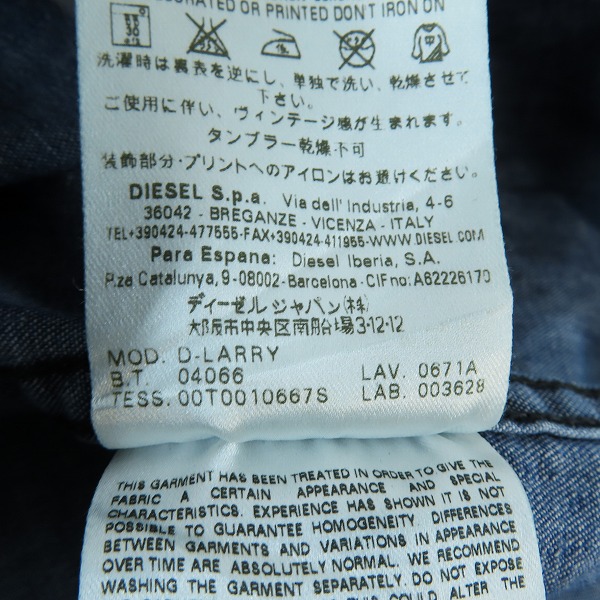 OR PRINTED DON'T IRON ON
洗濯時は裏表を逆にし、単独で洗い、乾燥させて
下さい。
ご使用に伴い、ヴィンテージ感が生まれます。
タンブラー乾燥不可
装飾部分・プリントへのアイロンはお避けください
DIESEL S.p.a. Via dell' Industria, 4-6
36042 - BREGANZE - VICENZA - ITALY
TEL+390424-477555-FAX+390424-411955-WWW.DIESEL.COM
Para Espana: Diesel Iberia, S.A.
P.za Catalunya, 9-08002-Barcelona - CIF no: A62226170
ディーゼル ジャパン(株)
大阪市中央区南船場3-12-12
MOD. D-LARRY
B.T. 04066 LAV. 0671A
TESS. 00T0010667S LAB. 003628
THIS GARMENT HAS BEEN TREATED IN ORDER TO GIVE THE
FABRIC A CERTAIN APPEARANCE AND SPECIAL
CHARACTERISTICS. EXPERIENCE HAS SHOWN IT IS NOT
POSSIBLE TO GUARANTEE HOMOGENEITY. DIFFERENCES
BETWEEN GARMENTS AND VARIATIONS IN APPEARANCE
OVER TIME ARE ABSOLUTELY NORMAL. WE RECOMMEND
WASHING THE GARMENT SEPARATELY. DO NOT EXPOSE
THIS COULD ALTER THE